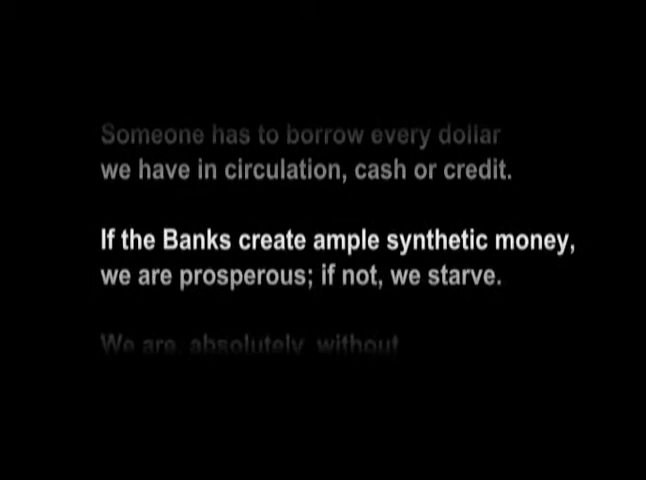 Someone has to borrow every dollar
we have in circulation, cash or credit.
If the Banks create ample synthetic money,
we are prosperous; if not, we starve.
We are, absolutely, without